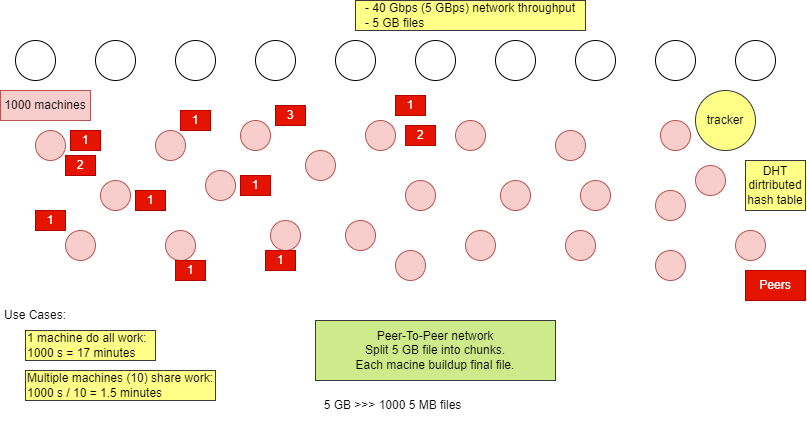 - 40 Gbps (5 GBps) network throughput
- 5 GB files
1000 machines
1
3
1
tracker
1
2
2
DHT
dirtributed
hash table
1
1
1
1
1
Peers
Use Cases:
1 machine do all work:
1000 s = 17 minutes
Peer-To-Peer network
Split 5 GB file into chunks.
Each macine buildup final file.
Multiple machines (10) share work:
1000 s / 10 = 1.5 minutes
5 GB >>> 1000 5 MB files